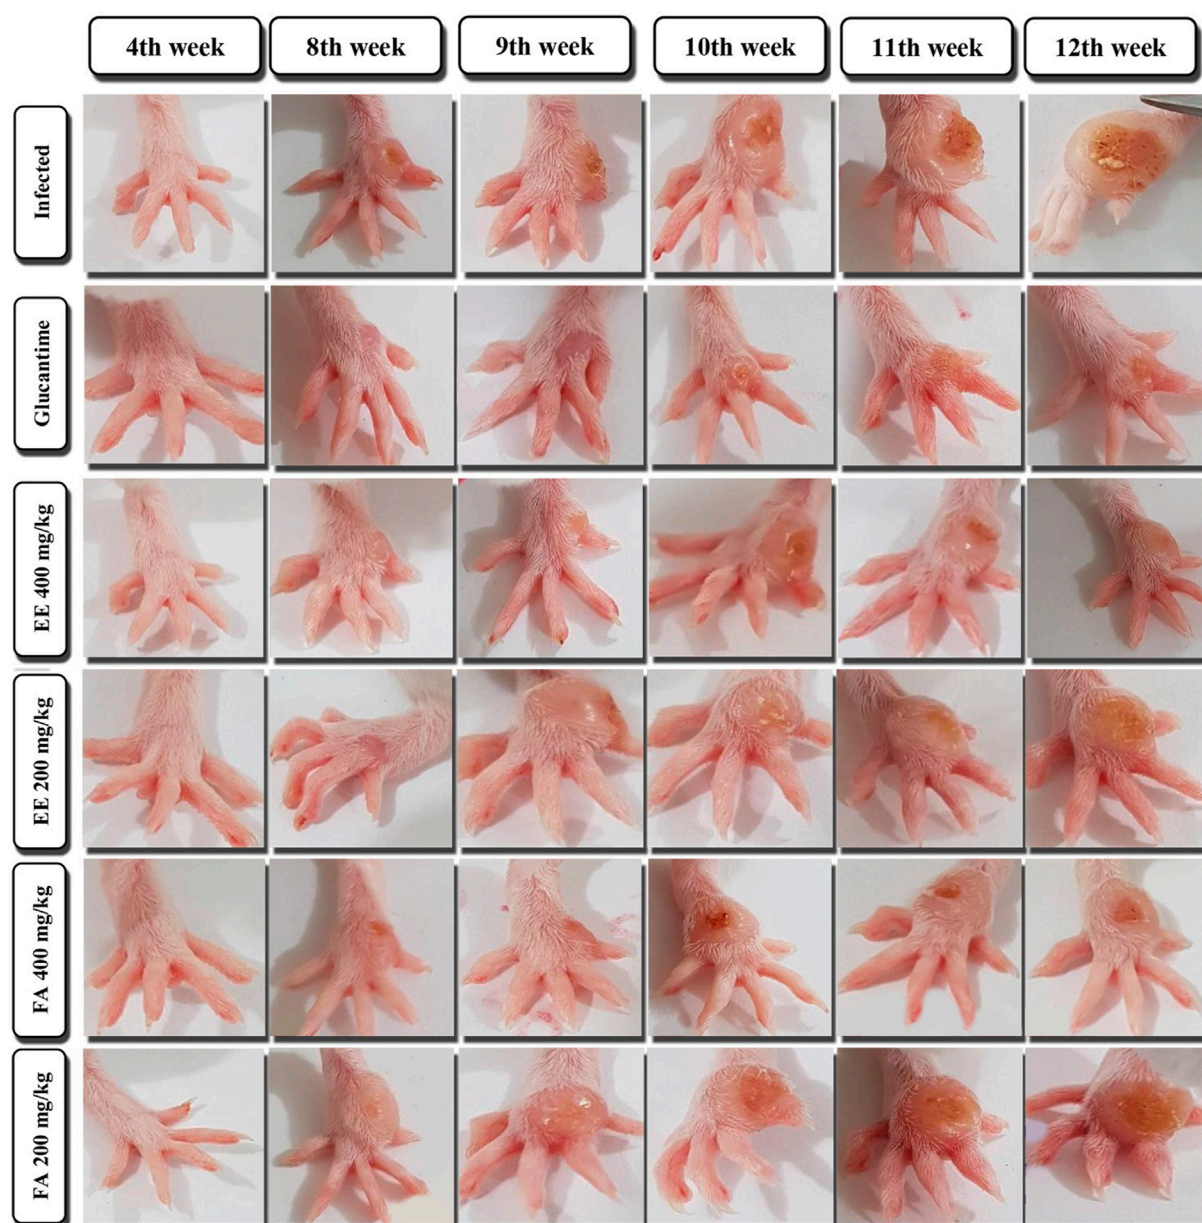 4th week
8th week
9th week
10th week
11th week
12th week
Infected
Glucantime
EE 400 mg/kg
EE 200 mg/kg
FA 400 mg/kg
FA 200 mg/kg